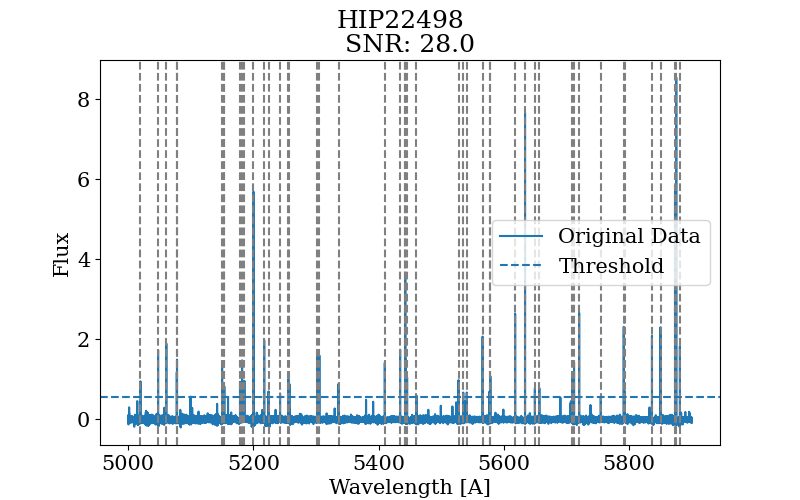 HIP22498
SNR: 28.0
8
6
4
2
0
Flux
Original Data
Threshold
5000 5200 5400 5600 5800
Wavelength [A]